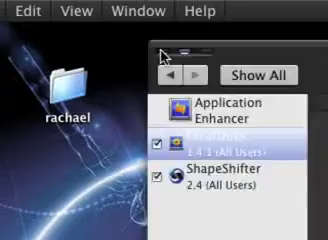 Edit View Window Help
rachael
Show All
Application
Enhancer
1.4.1 (All Users)
ShapeShifter
2.4 (All Users)